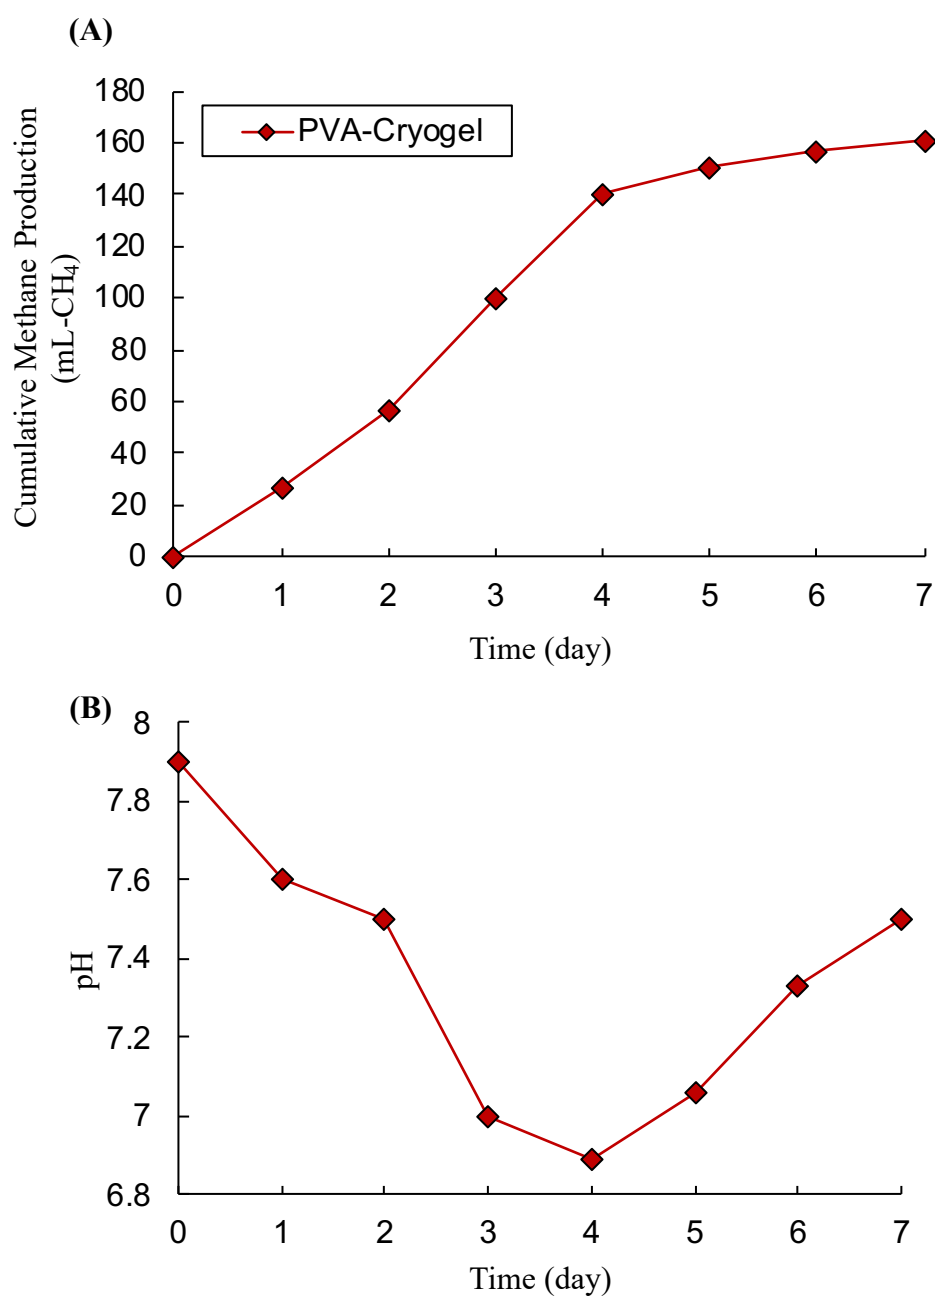 (A)
180
160
140
120
100
80
60
40
20
0
PVA-Cryogel
Cumulative Methane Production
(mL-CH₄)
0 1 2 3 4 5 6 7
Time (day)
(B)
8
7.8
7.6
7.4
7.2
7
6.8
pH
0 1 2 3 4 5 6 7
Time (day)